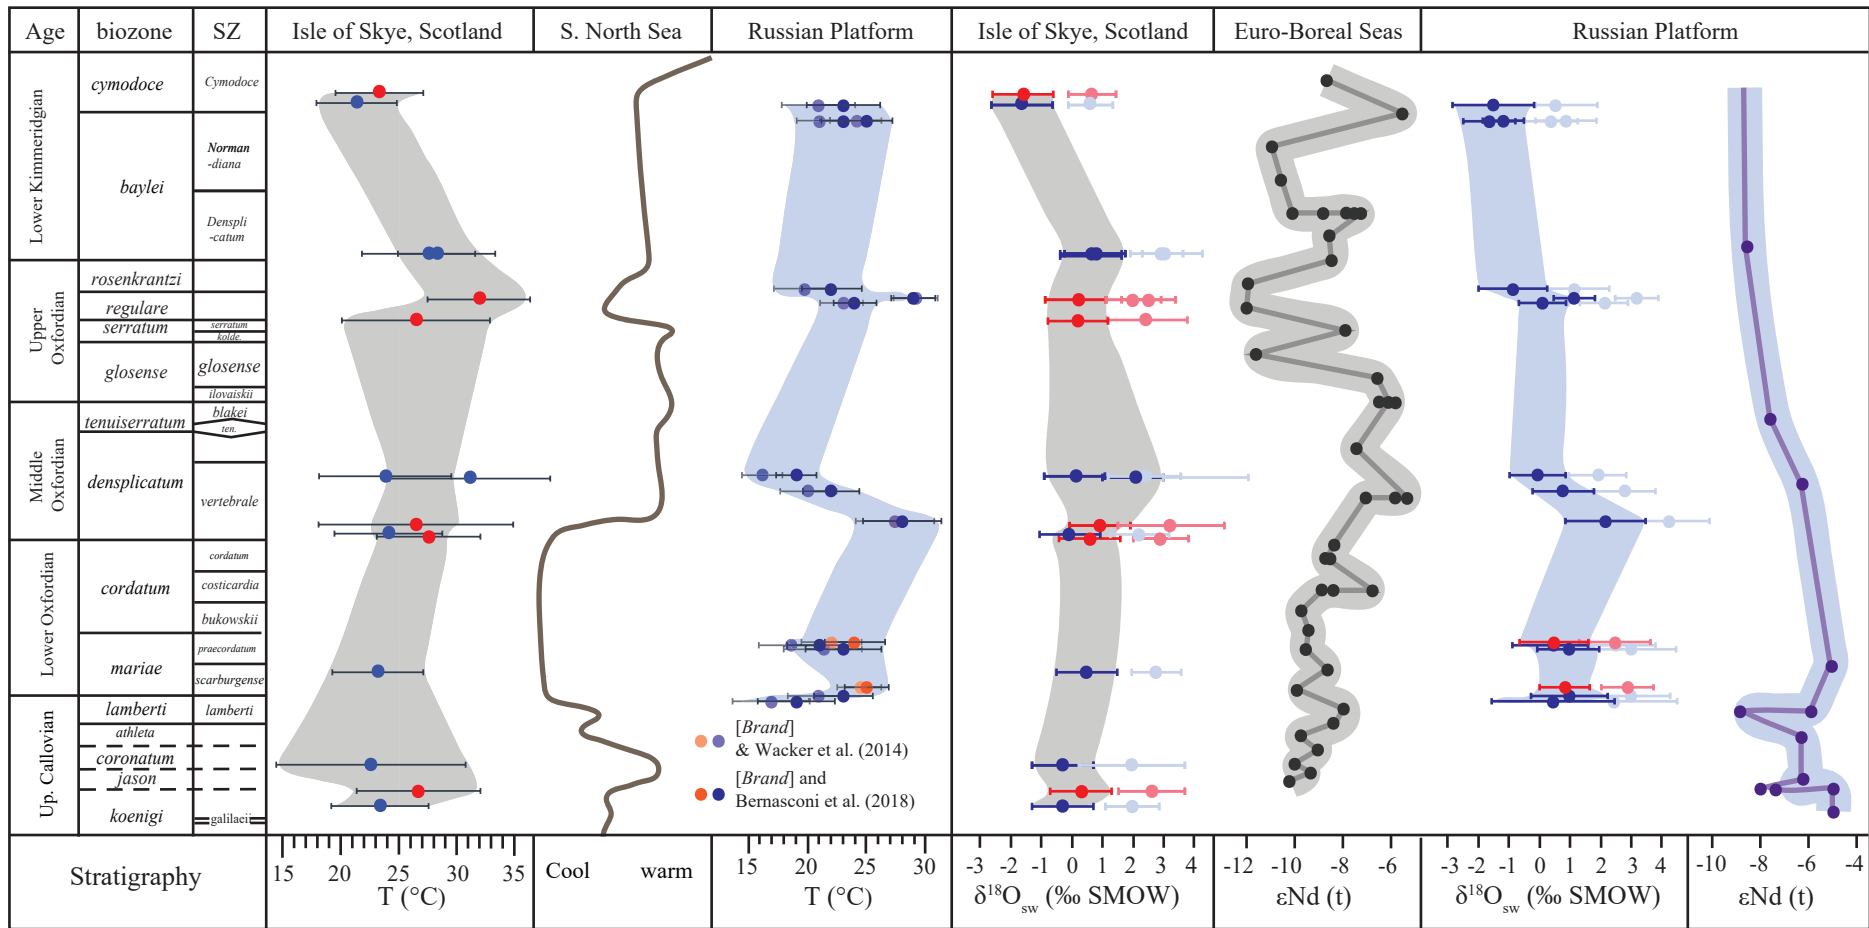 Age biozone SZ Isle of Skye, Scotland S. North Sea Russian Platform Isle of Skye, Scotland Euro-Boreal Seas Russian Platform
Lower Kimmeridgian
cymodoce
Cymodoce
baylei
Norman
-diana
Denspli
-catum
Upper
Oxfordian
rosenkrantzi
regulare
serratum
serratum
kolde.
glosense
glosense
ilovaiskii
Middle
Oxfordian
tenuiserratum
blakei
ten.
densplicatum
vertebrale
Lower Oxfordian
cordatum
cordatum
costicardia
bukowskii
mariae
praecordatum
scarburgense
Up. Callovian
lamberti
lamberti
athleta
coronatum
jason
koenigi
galilaeii
[Brand]
& Wacker et al. (2014)
[Brand] and
Bernasconi et al. (2018)
Stratigraphy
15 20 25 30 35
T (°C)
Cool warm
15 20 25 30
T (°C)
-3 -2 -1 0 1 2 3 4
δ18Osw (‰ SMOW)
-12 -10 -8 -6
εNd (t)
-3 -2 -1 0 1 2 3 4
δ18Osw (‰ SMOW)
-10 -8 -6 -4
εNd (t)